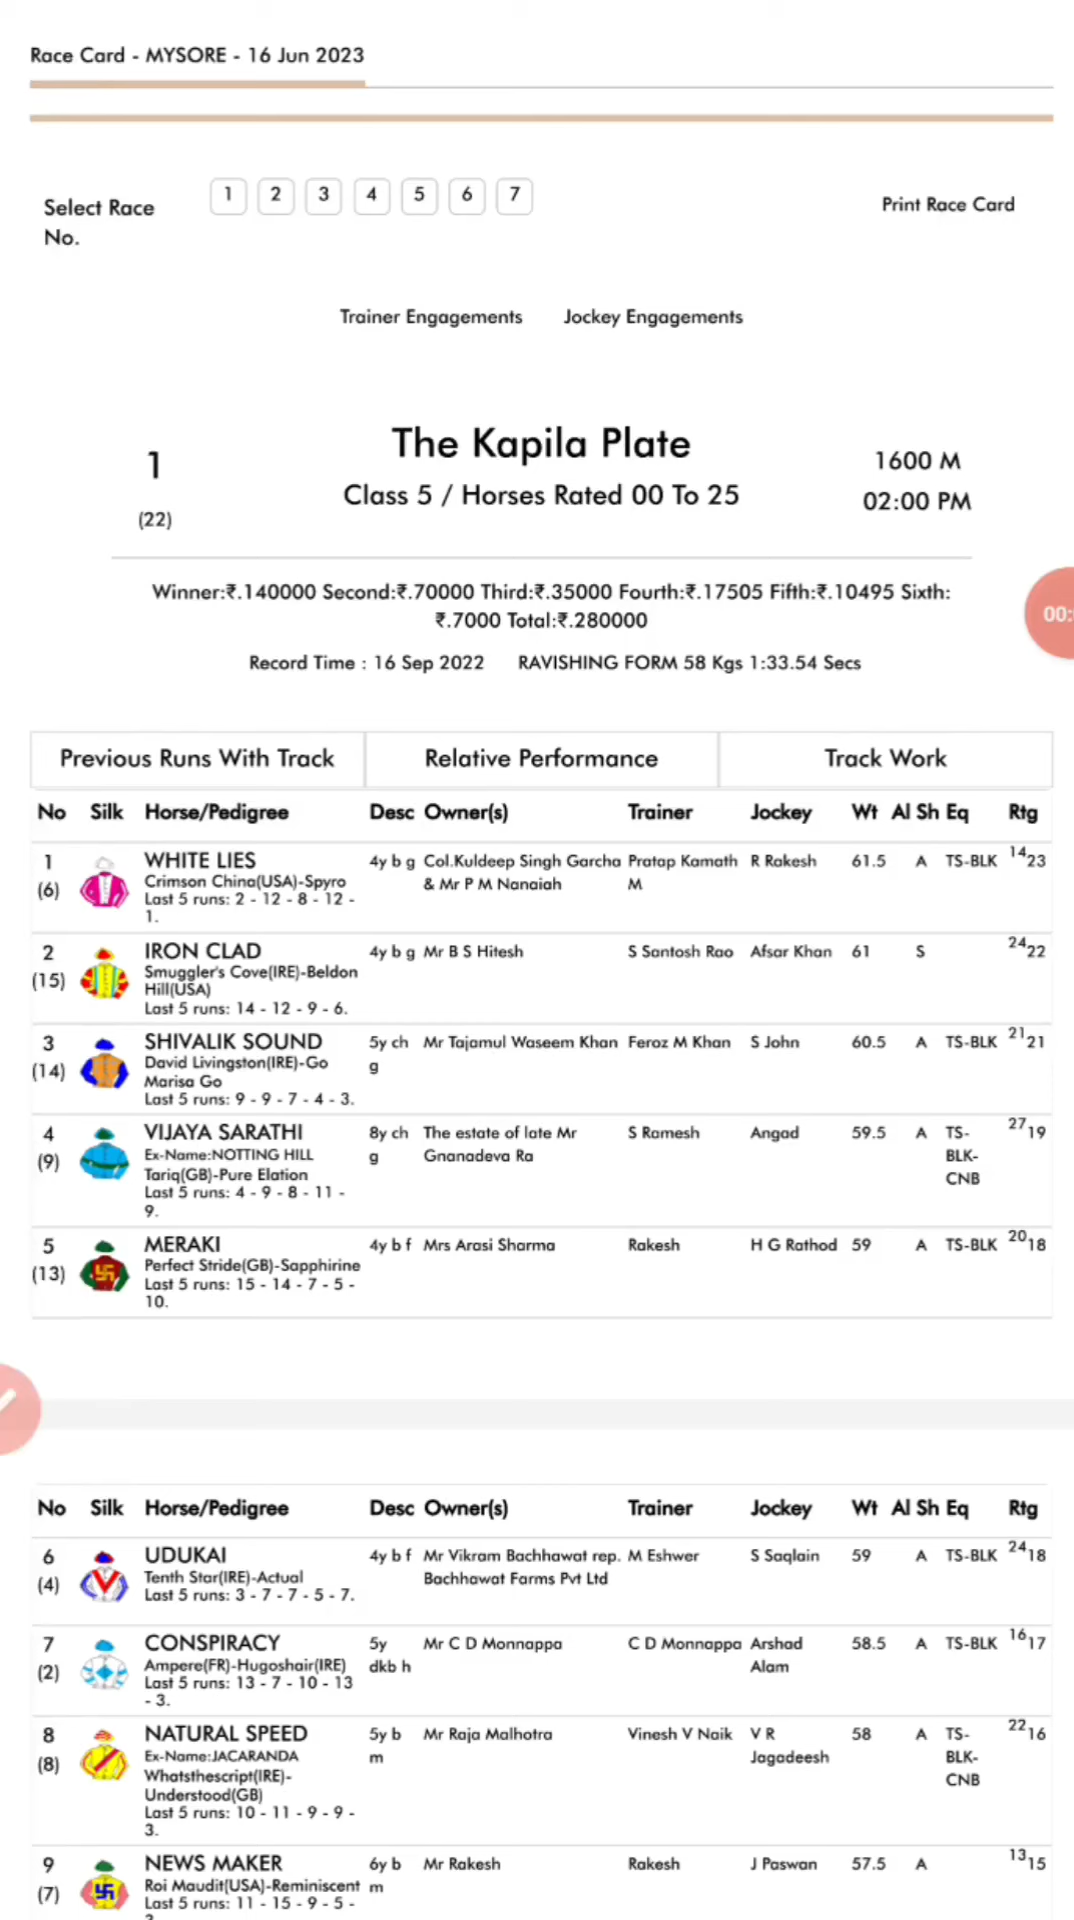 Race Card - MYSORE - 16 Jun 2023
Select Race No.
1 2 3 4 5 6 7
Print Race Card
Trainer Engagements Jockey Engagements
1
(22)
The Kapila Plate
Class 5 / Horses Rated 00 To 25
1600 M
02:00 PM
Winner:₹.140000 Second:₹.70000 Third:₹.35000 Fourth:₹.17505 Fifth:₹.10495 Sixth:
₹.7000 Total:₹.280000
Record Time : 16 Sep 2022 RAVISHING FORM 58 Kgs 1:33.54 Secs
00:
Previous Runs With Track Relative Performance Track Work
No Silk Horse/Pedigree Desc Owner(s) Trainer Jockey Wt Al Sh Eq Rtg
1 WHITE LIES 4y b g Col.Kuldeep Singh Garcha Pratap Kamath R Rakesh 61.5 A TS-BLK 14 23
(6) Crimson China(USA)-Spyro & Mr P M Nanaiah M
Last 5 runs: 2 - 12 - 8 - 12 -
1.
2 IRON CLAD 4y b g Mr B S Hitesh S Santosh Rao Afsar Khan 61 S 24 22
(15) Smuggler's Cove(IRE)-Beldon
Hill(USA)
Last 5 runs: 14 - 12 - 9 - 6.
3 SHIVALIK SOUND 5y ch Mr Tajamul Waseem Khan Feroz M Khan S John 60.5 A TS-BLK 21 21
(14) David Livingston(IRE)-Go g
Marisa Go
Last 5 runs: 9 - 9 - 7 - 4 - 3.
4 VIJAYA SARATHI 8y ch The estate of late Mr S Ramesh Angad 59.5 A TS- 27 19
(9) Ex-Name:NOTTING HILL g Gnanadeva Ra BLK-
Tariq(GB)-Pure Elation CNB
Last 5 runs: 4 - 9 - 8 - 11 -
9.
5 MERAKI 4y b f Mrs Arasi Sharma Rakesh H G Rathod 59 A TS-BLK 20 18
(13) Perfect Stride(GB)-Sapphirine
Last 5 runs: 15 - 14 - 7 - 5 -
10.
No Silk Horse/Pedigree Desc Owner(s) Trainer Jockey Wt Al Sh Eq Rtg
6 UDUKAI 4y b f Mr Vikram Bachhawat rep. M Eshwer S Saqlain 59 A TS-BLK 24 18
(4) Tenth Star(IRE)-Actual Bachhawat Farms Pvt Ltd
Last 5 runs: 3 - 7 - 7 - 5 - 7.
7 CONSPIRACY 5y Mr C D Monnappa C D Monnappa Arshad 58.5 A TS-BLK 16 17
(2) Ampere(FR)-Hugoshair(IRE) dkb h Alam
Last 5 runs: 13 - 7 - 10 - 13
- 3.
8 NATURAL SPEED 5y b Mr Raja Malhotra Vinesh V Naik V R 58 A TS- 22 16
(8) Ex-Name:JACARANDA m Jagadeesh BLK-
Whatsthescript(IRE)- CNB
Understood(GB)
Last 5 runs: 10 - 11 - 9 - 9 -
3.
9 NEWS MAKER 6y b Mr Rakesh Rakesh J Paswan 57.5 A 13 15
(7) Roi Maudit(USA)-Reminiscent m
Last 5 runs: 11 - 15 - 9 - 5 -